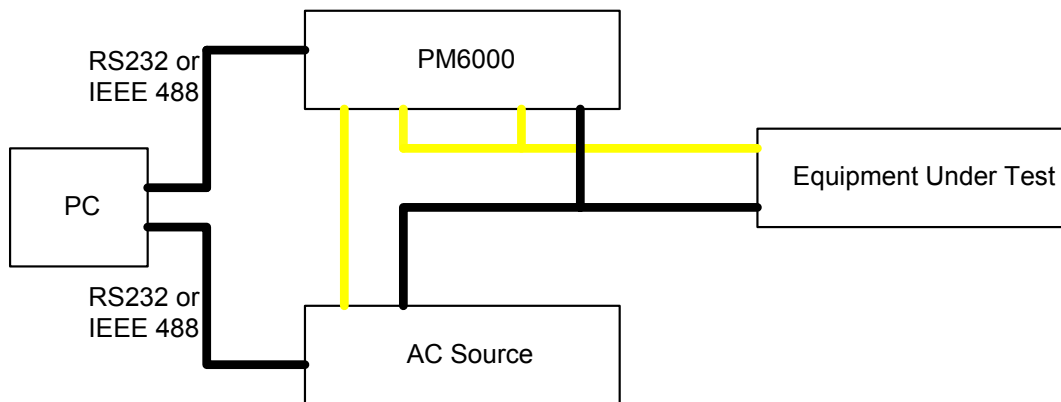 RS232 or
IEEE 488
PM6000
PC
Equipment Under Test
RS232 or
IEEE 488
AC Source